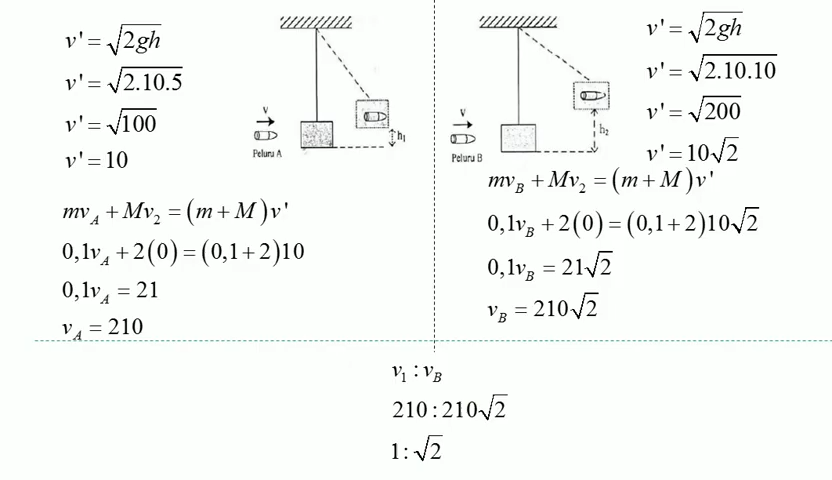 v' = √2gh
v' = √2.10.5
v' = √100
v' = 10
v
Peluru A
h₁
mv_A + Mv₂ = (m + M)v'
0,1v_A + 2(0) = (0,1 + 2)10
0,1v_A = 21
v_A = 210
v' = √2gh
v' = √2.10.10
v' = √200
v' = 10√2
v
Peluru B
h₂
mv_B + Mv₂ = (m + M)v'
0,1v_B + 2(0) = (0,1 + 2)10√2
0,1v_B = 21√2
v_B = 210√2
v₁ : v_B
210 : 210√2
1 : √2